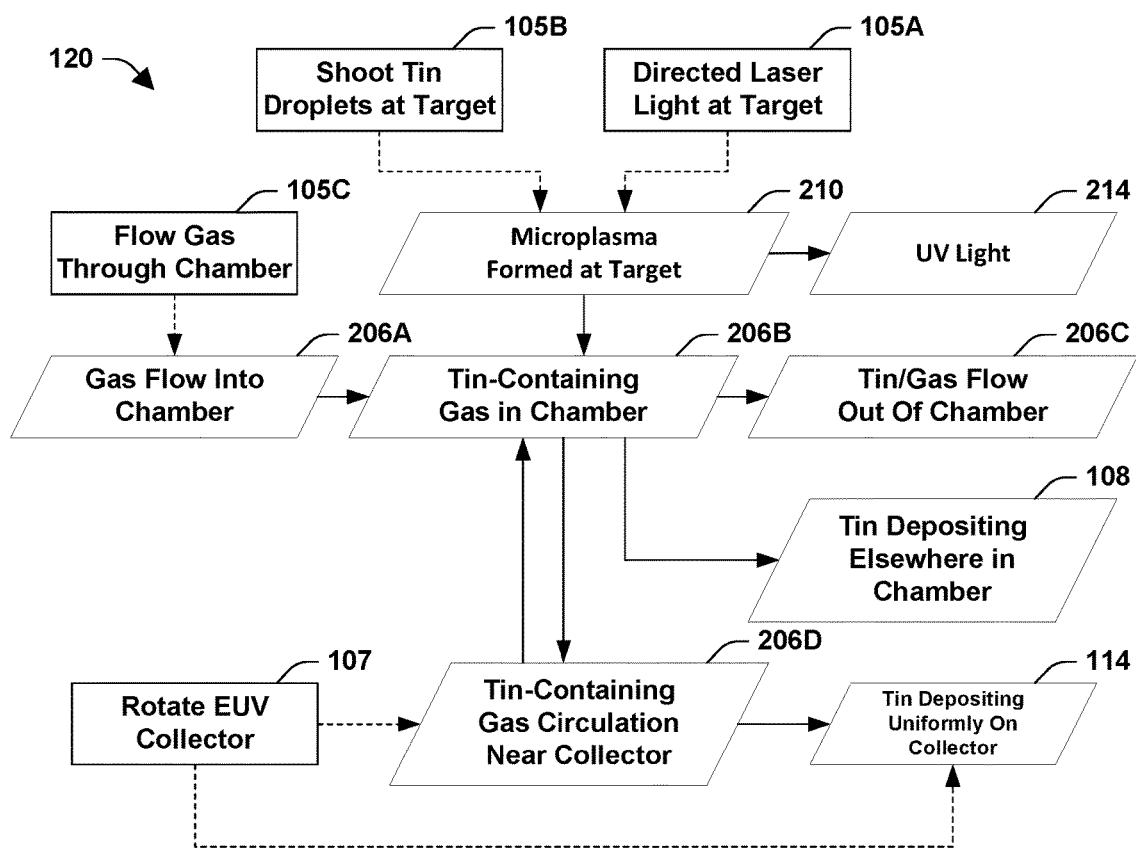 105B
105A
120
Shoot Tin
Droplets at Target
Directed Laser
Light at Target
105C
210
214
Flow Gas
Through Chamber
Microplasma
Formed at Target
UV Light
206A
206B
206C
Gas Flow Into
Chamber
Tin-Containing
Gas in Chamber
Tin/Gas Flow
Out Of Chamber
108
Tin Depositing
Elsewhere in
Chamber
107
206D
114
Rotate EUV
Collector
Tin-Containing
Gas Circulation
Near Collector
Tin Depositing
Uniformly On
Collector